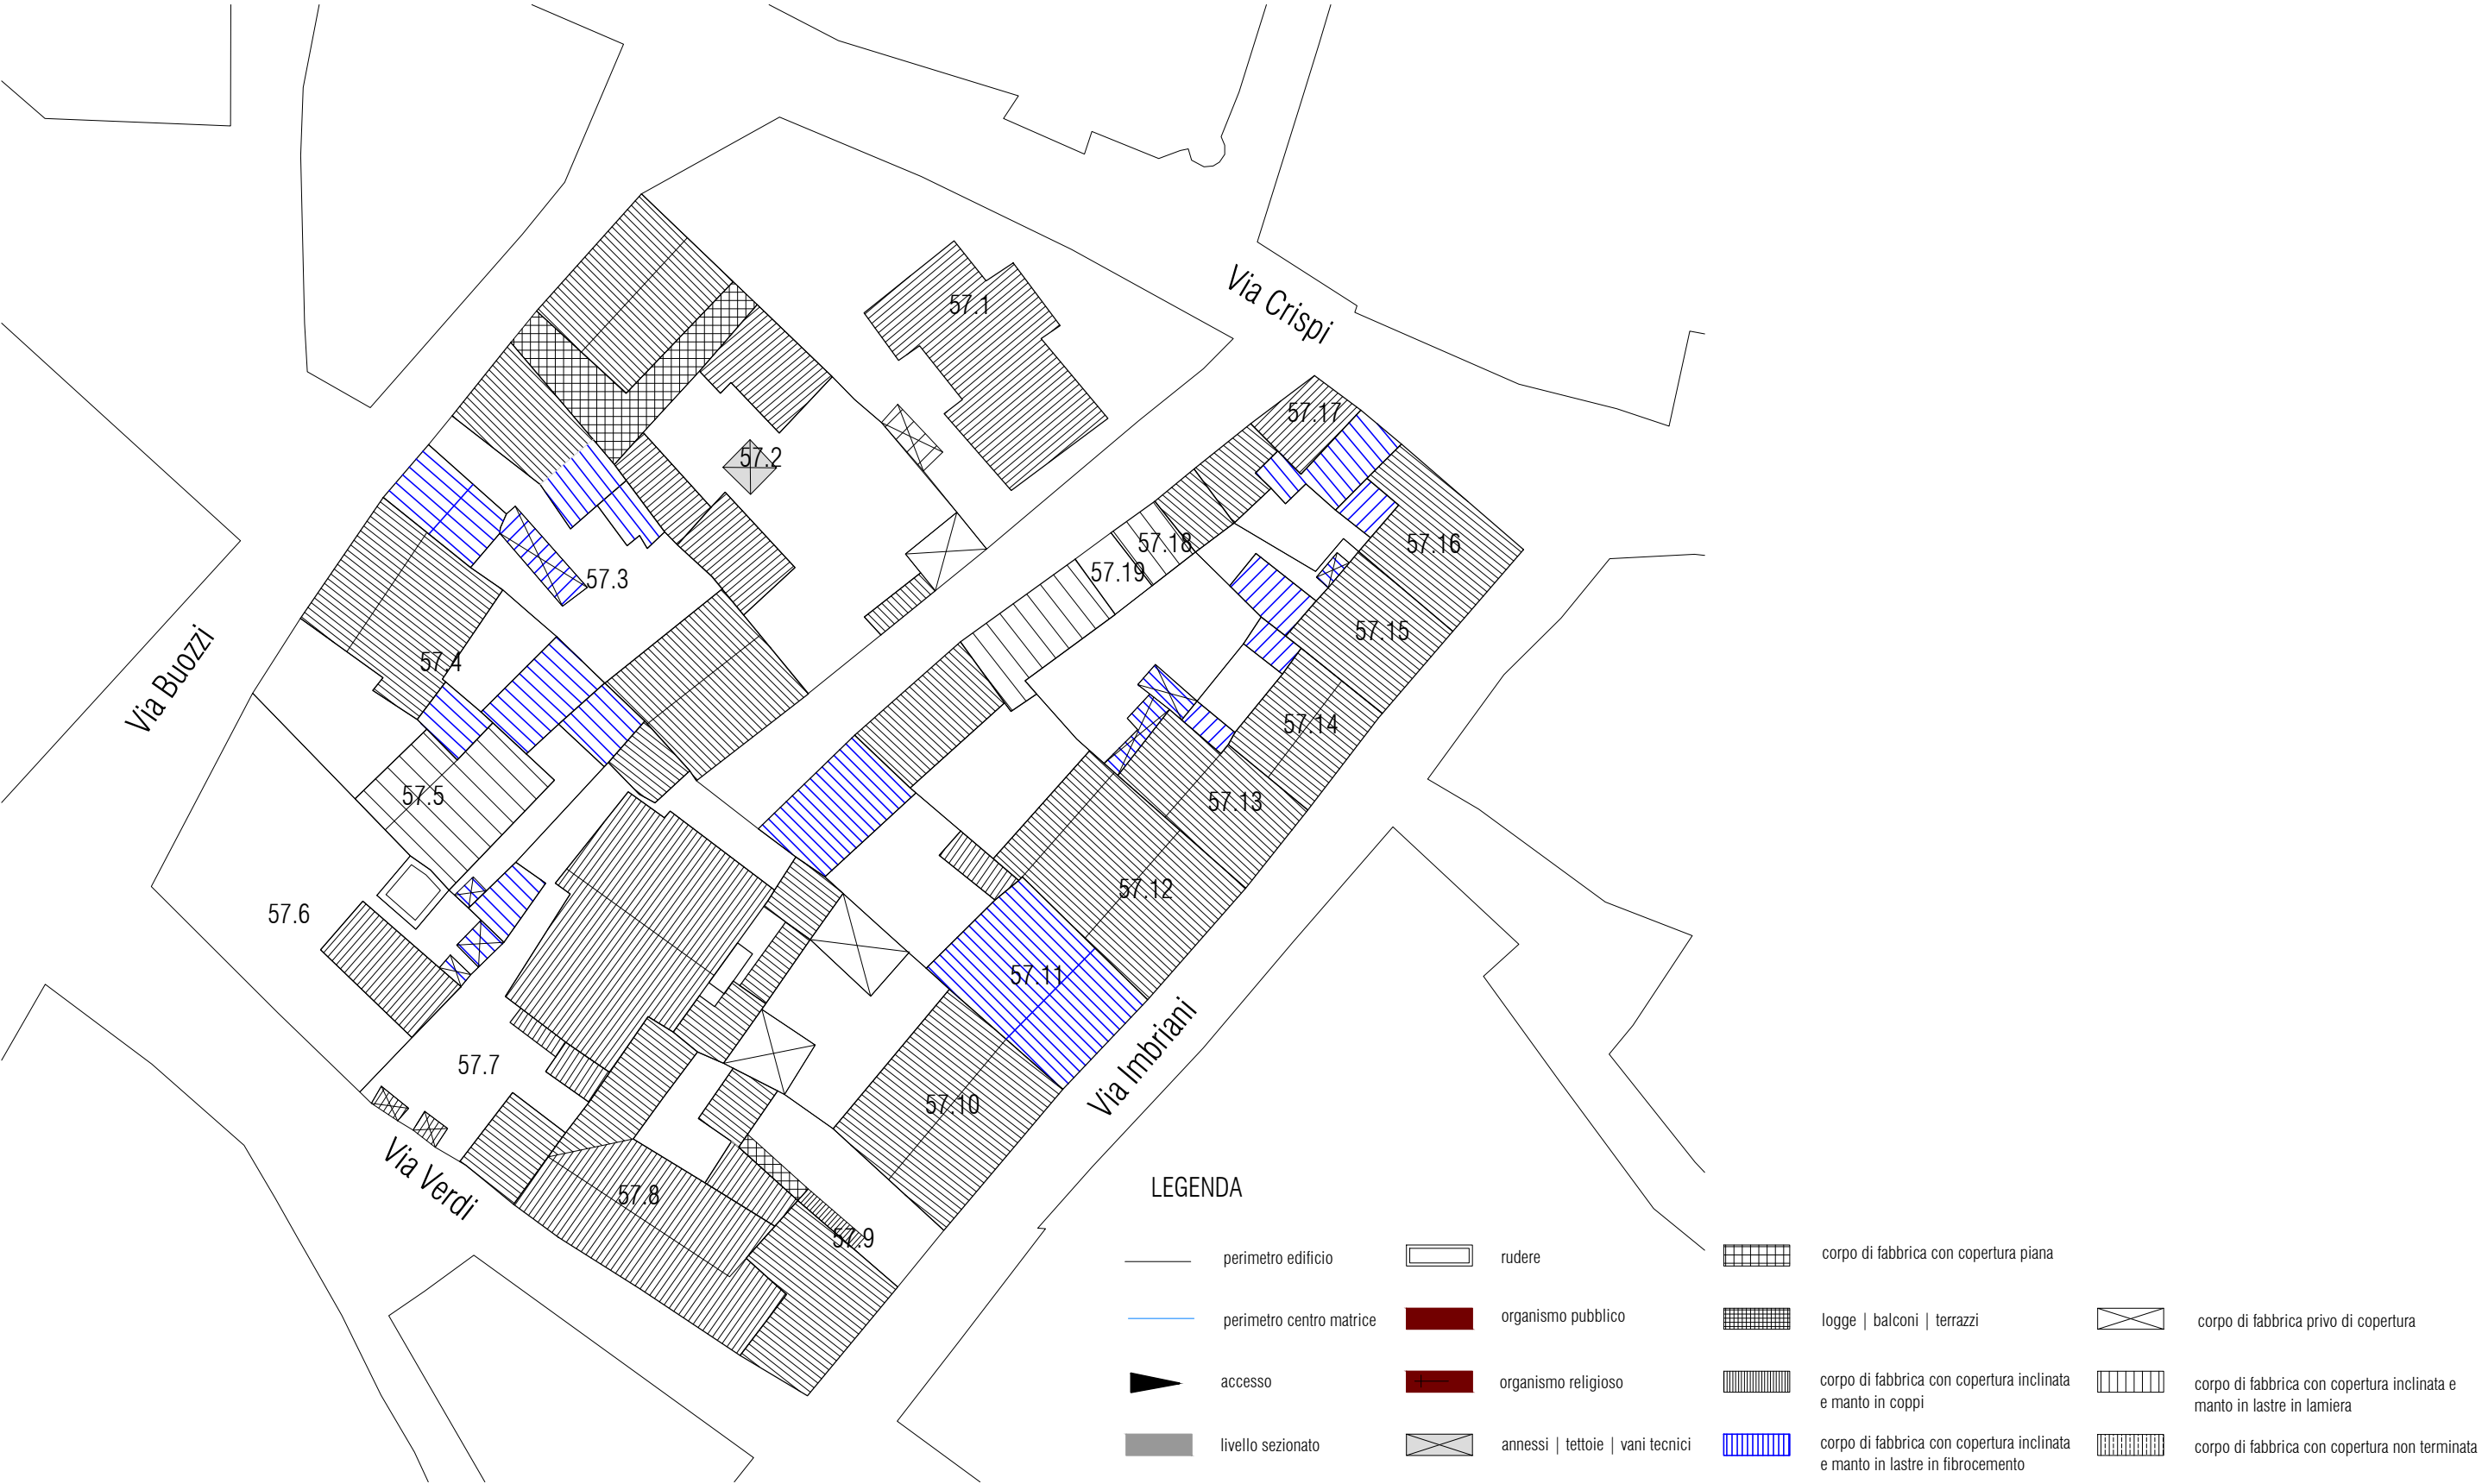 57.1
Via Crispi
57.17
57.2
57.16
57.18
57.19
57.3
57.15
Via Buozzi
57.4
57.14
57.5
57.13
57.12
57.6
57.11
57.7
Via Imbriani
57.10
Via Verdi
57.8
57.9
LEGENDA
perimetro edificio
perimetro centro matrice
accesso
livello sezionato
rudere
organismo pubblico
organismo religioso
annessi | tettoie | vani tecnici
corpo di fabbrica con copertura piana
logge | balconi | terrazzi
corpo di fabbrica con copertura inclinata
e manto in coppi
corpo di fabbrica con copertura inclinata
e manto in lastre in fibrocemento
corpo di fabbrica privo di copertura
corpo di fabbrica con copertura inclinata e
manto in lastre in lamiera
corpo di fabbrica con copertura non terminata